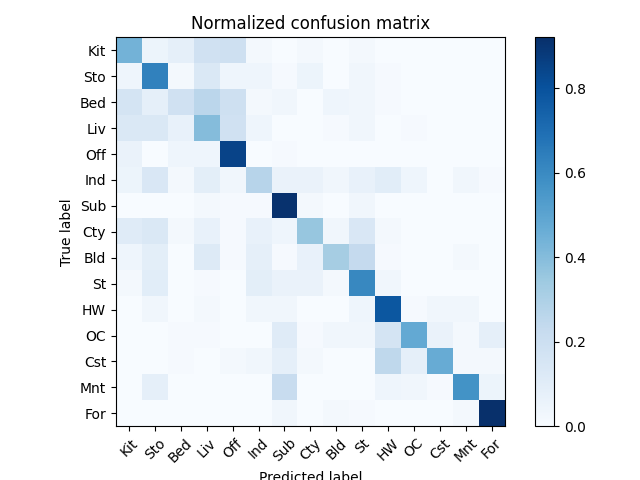 Normalized confusion matrix
Kit
Sto
Bed
Liv
Off
Ind
Sub
Cty
Bld
St
HW
OC
Cst
Mnt
For
True label
Kit Sto Bed Liv Off Ind Sub Cty Bld St HW OC Cst Mnt For
Predicted label
0.8
0.6
0.4
0.2
0.0